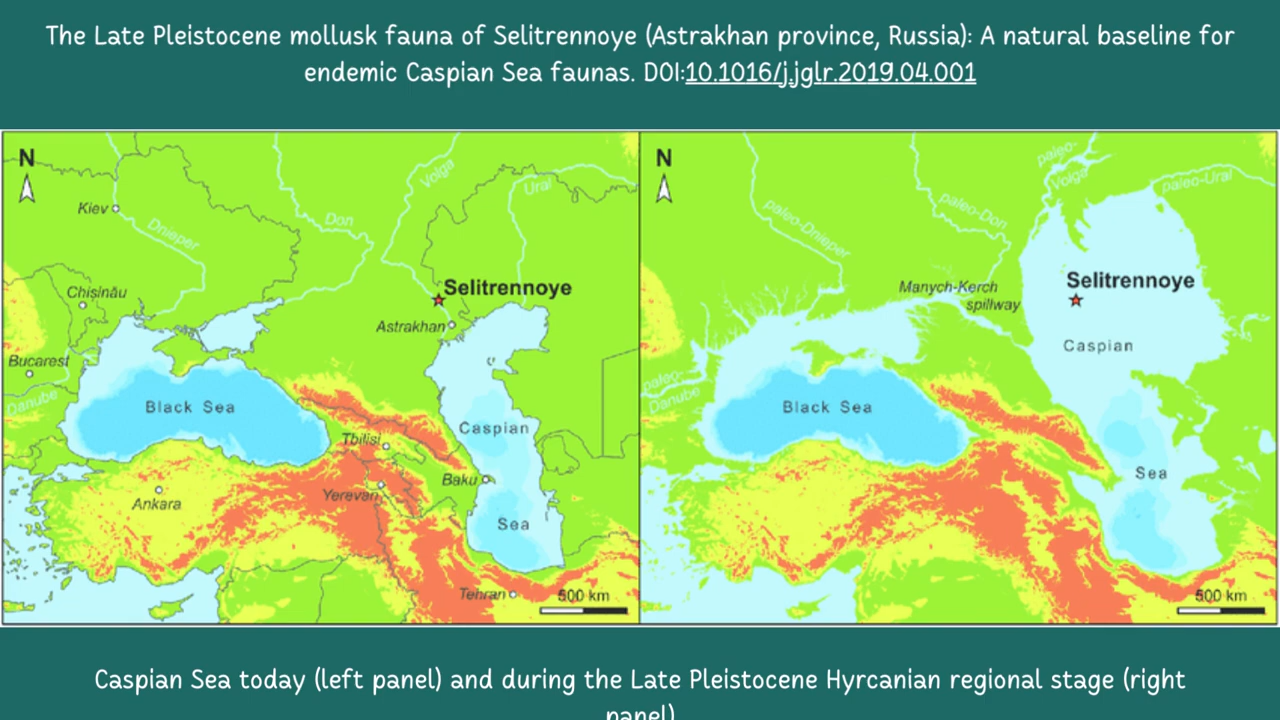 The Late Pleistocene mollusk fauna of Selitrennoye (Astrakhan province, Russia): A natural baseline for
endemic Caspian Sea faunas. DOI:10.1016/j.jglr.2019.04.001
N
Kiev
Dnieper
Don
Volga
Ural
Chisinău
Selitrennoye
Astrakhan
Bucarest
Danube
Black Sea
Caspian
Tbilisi
Baku
Yerevan
Ankara
Sea
Tehran
500 km
N
paleo-
Volga
paleo-Ural
paleo-Dnieper
paleo-Don
Manych-Kerch
spillway
Selitrennoye
Caspian
paleo-
Danube
Black Sea
Sea
500 km
Caspian Sea today (left panel) and during the Late Pleistocene Hyrcanian regional stage (right
panel)